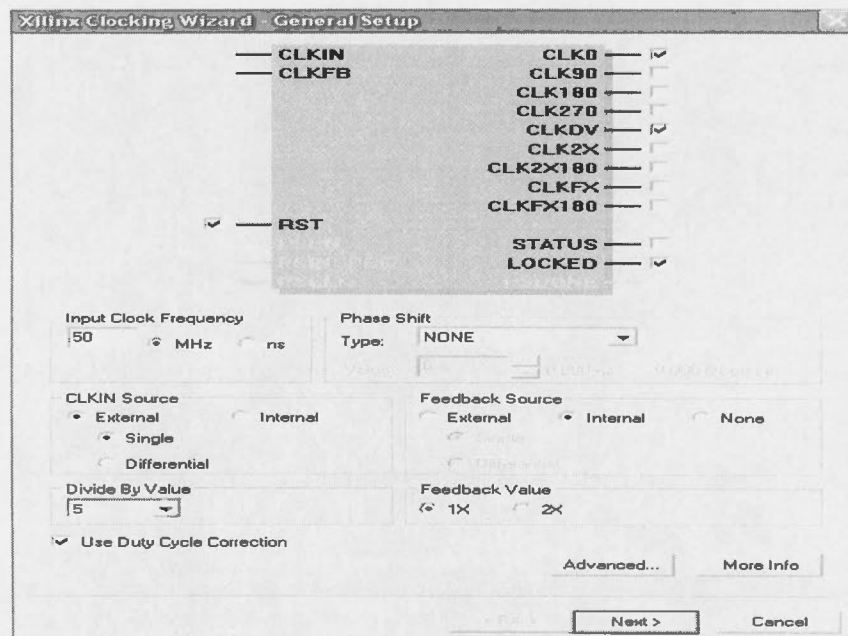 Xilinx Clocking Wizard - General Setup
CLKIN CLK0
CLKFB CLK90
CLK180
CLK270
CLKDV
CLK2X
CLK2X180
CLKFX
CLKFX180
RST
STATUS
LOCKED
Input Clock Frequency Phase Shift
50 MHz ns Type: NONE
CLKIN Source Feedback Source
External Internal External Internal None
Single
Differential
Divide By Value Feedback Value
5 1X 2X
Use Duty Cycle Correction
Advanced... More Info
Next > Cancel